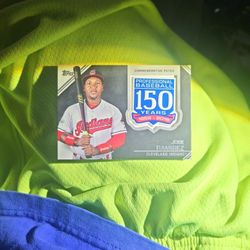 Topps
COMMEMORATIVE PATCH
PROFESSIONAL
BASEBALL
150
YEARS
Indians
JOSE
RAMIREZ
CLEVELAND INDIANS